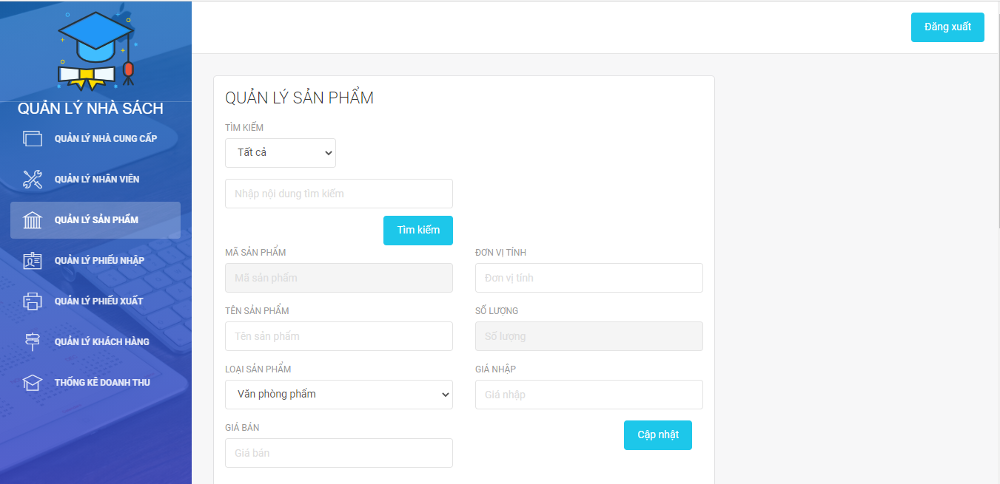 Đăng xuất
QUẢN LÝ NHÀ SÁCH
QUẢN LÝ NHÀ CUNG CẤP
QUẢN LÝ NHÂN VIÊN
QUẢN LÝ SẢN PHẨM
QUẢN LÝ PHIẾU NHẬP
QUẢN LÝ PHIẾU XUẤT
QUẢN LÝ KHÁCH HÀNG
THỐNG KÊ DOANH THU
QUẢN LÝ SẢN PHẨM
TÌM KIẾM
Tất cả
Nhập nội dung tìm kiếm
Tìm kiếm
MÃ SẢN PHẨM
Mã sản phẩm
ĐƠN VỊ TÍNH
Đơn vị tính
TÊN SẢN PHẨM
Tên sản phẩm
SỐ LƯỢNG
Số lượng
LOẠI SẢN PHẨM
Văn phòng phẩm
GIÁ NHẬP
Giá nhập
GIÁ BÁN
Giá bán
Cập nhật